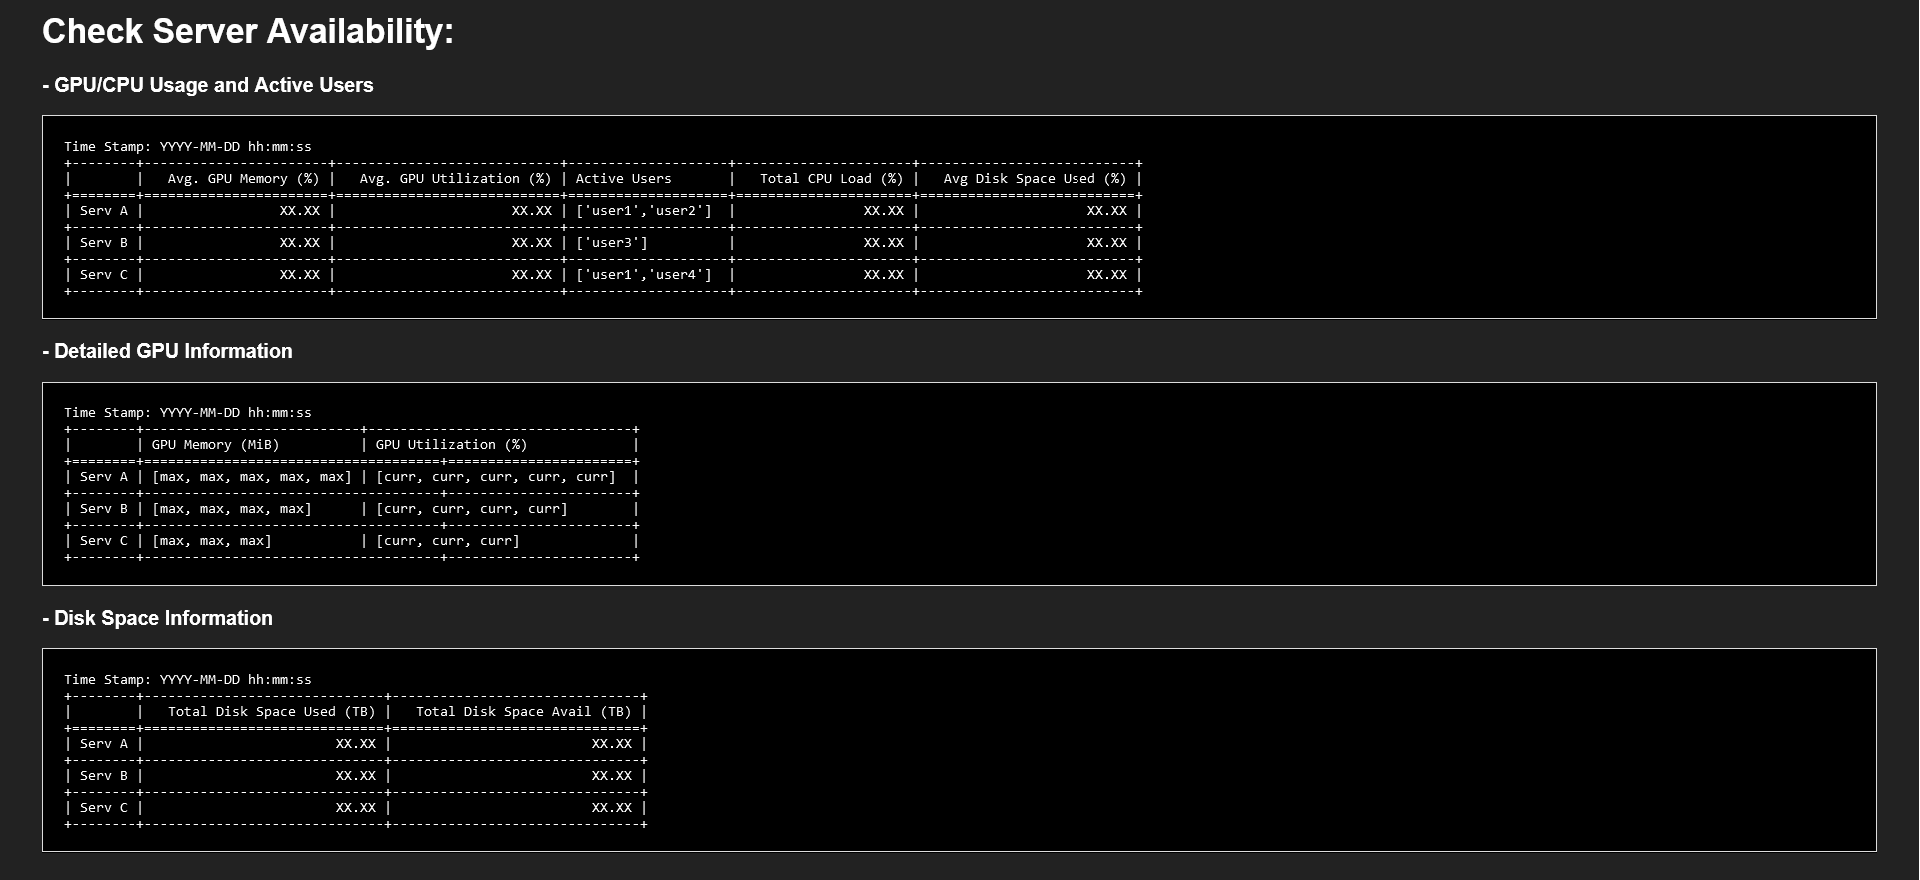 Check Server Availability:
- GPU/CPU Usage and Active Users
Time Stamp: YYYY-MM-DD hh:mm:ss
+--------+-----------------------+----------------------------+--------------------+----------------------+---------------------------+
|        |   Avg. GPU Memory (%) |   Avg. GPU Utilization (%) | Active Users       |   Total CPU Load (%) |   Avg Disk Space Used (%) |
+========+=======================+============================+====================+======================+===========================+
| Serv A |                 XX.XX |                      XX.XX | ['user1','user2']  |                XX.XX |                     XX.XX |
+--------+-----------------------+----------------------------+--------------------+----------------------+---------------------------+
| Serv B |                 XX.XX |                      XX.XX | ['user3']          |                XX.XX |                     XX.XX |
+--------+-----------------------+----------------------------+--------------------+----------------------+---------------------------+
| Serv C |                 XX.XX |                      XX.XX | ['user1','user4']  |                XX.XX |                     XX.XX |
+--------+-----------------------+----------------------------+--------------------+----------------------+---------------------------+
- Detailed GPU Information
Time Stamp: YYYY-MM-DD hh:mm:ss
+--------+---------------------------+---------------------------------+
|        | GPU Memory (MiB)          | GPU Utilization (%)             |
+========+=====================================+=======================+
| Serv A | [max, max, max, max, max] | [curr, curr, curr, curr, curr]  |
+--------+-------------------------------------+-----------------------+
| Serv B | [max, max, max, max]      | [curr, curr, curr, curr]        |
+--------+-------------------------------------+-----------------------+
| Serv C | [max, max, max]           | [curr, curr, curr]              |
+--------+-------------------------------------+-----------------------+
- Disk Space Information
Time Stamp: YYYY-MM-DD hh:mm:ss
+--------+------------------------------+-------------------------------+
|        |   Total Disk Space Used (TB) |   Total Disk Space Avail (TB) |
+========+==============================+===============================+
| Serv A |                        XX.XX |                         XX.XX |
+--------+------------------------------+-------------------------------+
| Serv B |                        XX.XX |                         XX.XX |
+--------+------------------------------+-------------------------------+
| Serv C |                        XX.XX |                         XX.XX |
+--------+------------------------------+-------------------------------+